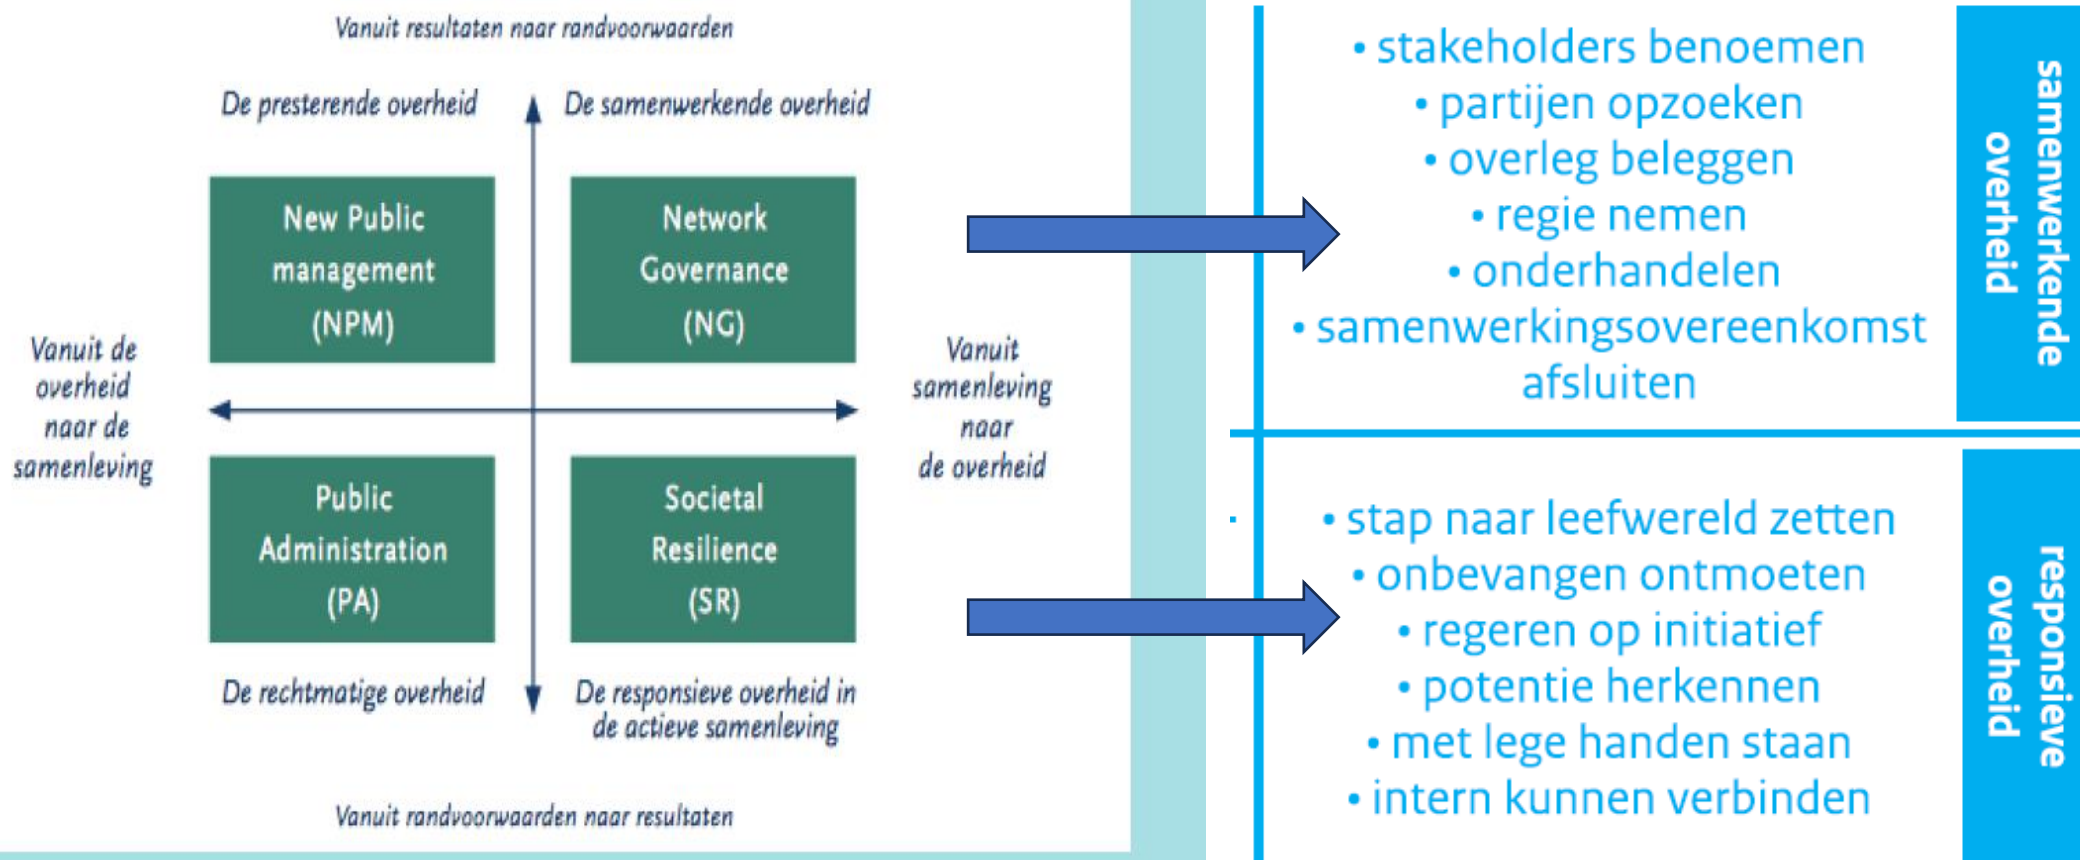 Vanuit resultaten naar randvoorwaarden
De presterende overheid
De samenwerkende overheid
New Public
management
(NPM)
Network
Governance
(NG)
Vanuit de
overheid
naar de
samenleving
Vanuit
samenleving
naar
de overheid
Public
Administration
(PA)
Societal
Resilience
(SR)
De rechtmatige overheid
De responsieve overheid in
de actieve samenleving
Vanuit randvoorwaarden naar resultaten
• stakeholders benoemen
• partijen opzoeken
• overleg beleggen
• regie nemen
• onderhandelen
• samenwerkingsovereenkomst
afsluiten
samenwerkende
overheid
• stap naar leefwereld zetten
• onbevangen ontmoeten
• regeren op initiatief
• potentie herkennen
• met lege handen staan
• intern kunnen verbinden
responsieve
overheid